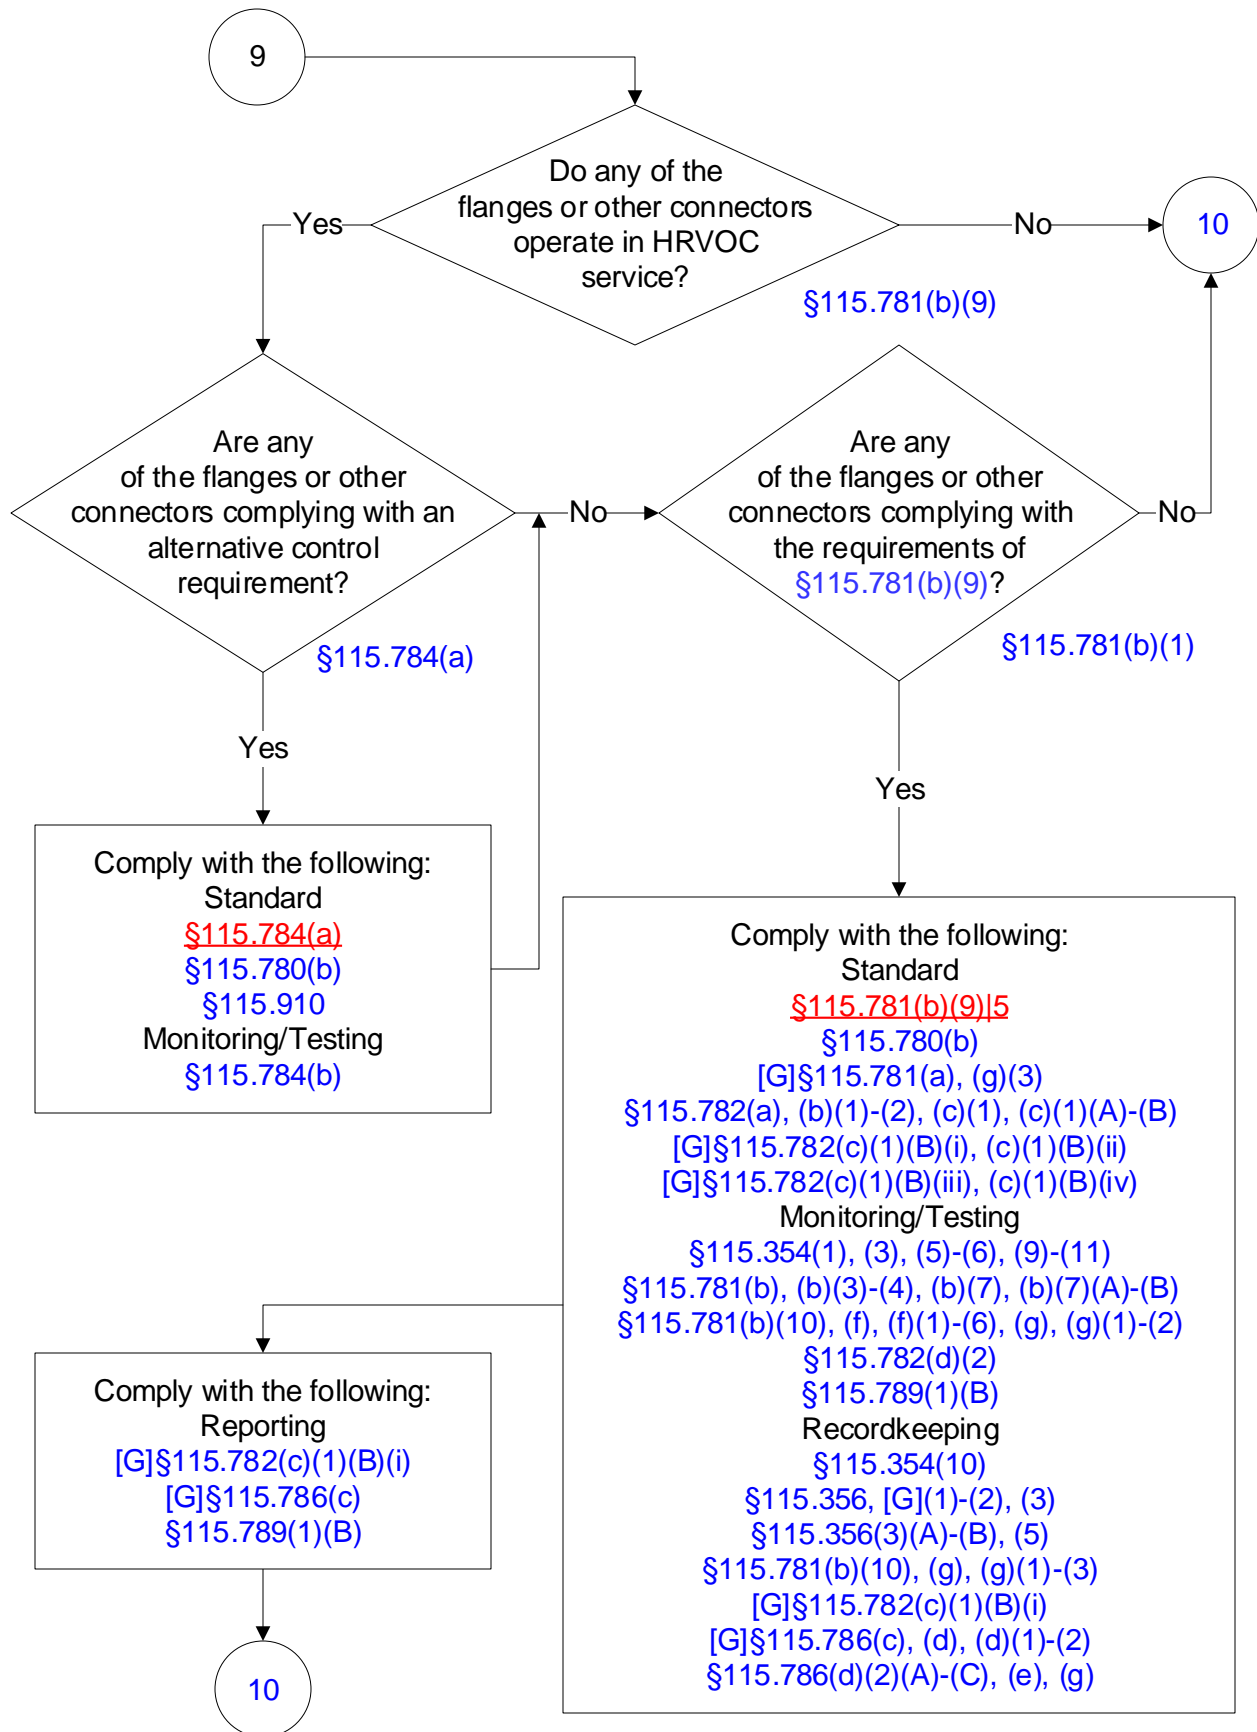 9
Do any of the
flanges or other connectors
operate in HRVOC
service?
Yes
No
10
§115.781(b)(9)
Are any
of the flanges or other
connectors complying with an
alternative control
requirement?
§115.784(a)
No
Are any
of the flanges or other
connectors complying with
the requirements of
§115.781(b)(9)?
§115.781(b)(1)
No
Yes
Yes
Comply with the following:
Standard
§115.784(a)
§115.780(b)
§115.910
Monitoring/Testing
§115.784(b)
Comply with the following:
Standard
§115.781(b)(9)|5
§115.780(b)
[G]§115.781(a), (g)(3)
§115.782(a), (b)(1)-(2), (c)(1), (c)(1)(A)-(B)
[G]§115.782(c)(1)(B)(i), (c)(1)(B)(ii)
[G]§115.782(c)(1)(B)(iii), (c)(1)(B)(iv)
Monitoring/Testing
§115.354(1), (3), (5)-(6), (9)-(11)
§115.781(b), (b)(3)-(4), (b)(7), (b)(7)(A)-(B)
§115.781(b)(10), (f), (f)(1)-(6), (g), (g)(1)-(2)
§115.782(d)(2)
§115.789(1)(B)
Recordkeeping
§115.354(10)
§115.356, [G](1)-(2), (3)
§115.356(3)(A)-(B), (5)
§115.781(b)(10), (g), (g)(1)-(3)
[G]§115.782(c)(1)(B)(i)
[G]§115.786(c), (d), (d)(1)-(2)
§115.786(d)(2)(A)-(C), (e), (g)
Comply with the following:
Reporting
[G]§115.782(c)(1)(B)(i)
[G]§115.786(c)
§115.789(1)(B)
10